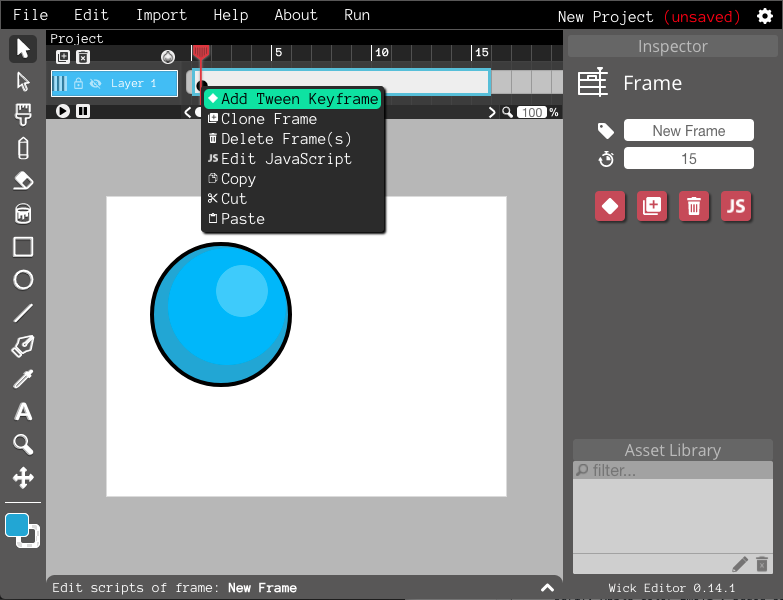 File Edit Import Help About Run New Project (unsaved)
Project
Inspector
5 10 15
Layer 1
Frame
Add Tween Keyframe
Clone Frame
100 %
Delete Frame(s)
New Frame
JS Edit JavaScript
15
Copy
Cut
Paste
JS
A
Asset Library
filter...
Edit scripts of frame: New Frame
Wick Editor 0.14.1